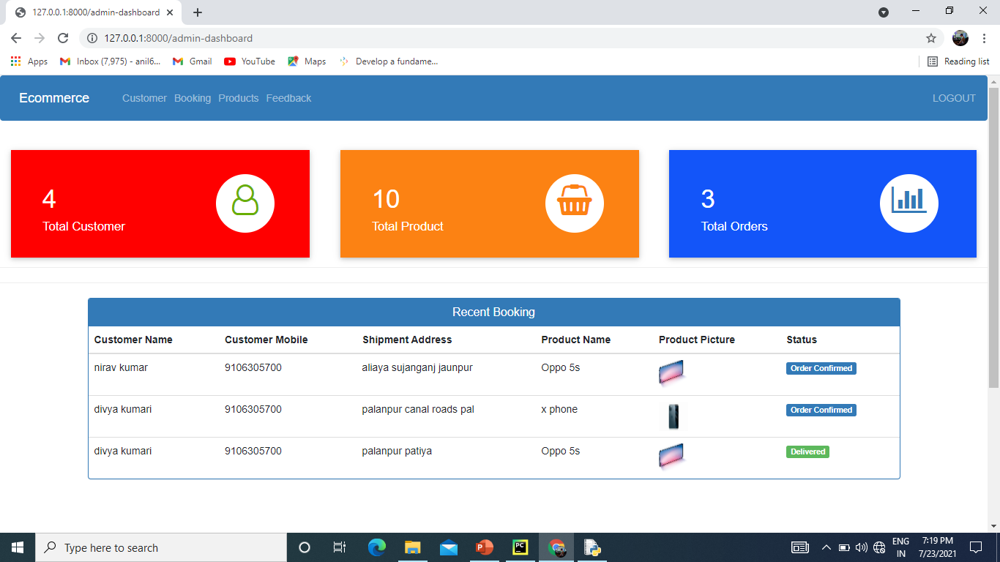 127.0.0.1:8000/admin-dashboard
127.0.0.1:8000/admin-dashboard
Apps Inbox (7,975) - anil6... Gmail YouTube Maps Develop a fundame... Reading list
Ecommerce Customer Booking Products Feedback LOGOUT
4 10 3
Total Customer Total Product Total Orders
Recent Booking
Customer Name Customer Mobile Shipment Address Product Name Product Picture Status
nirav kumar 9106305700 aliaya sujanganj jaunpur Oppo 5s Order Confirmed
divya kumari 9106305700 palanpur canal roads pal x phone Order Confirmed
divya kumari 9106305700 palanpur patiya Oppo 5s Delivered
Type here to search P PC ENG 7:19 PM
IN 7/23/2021